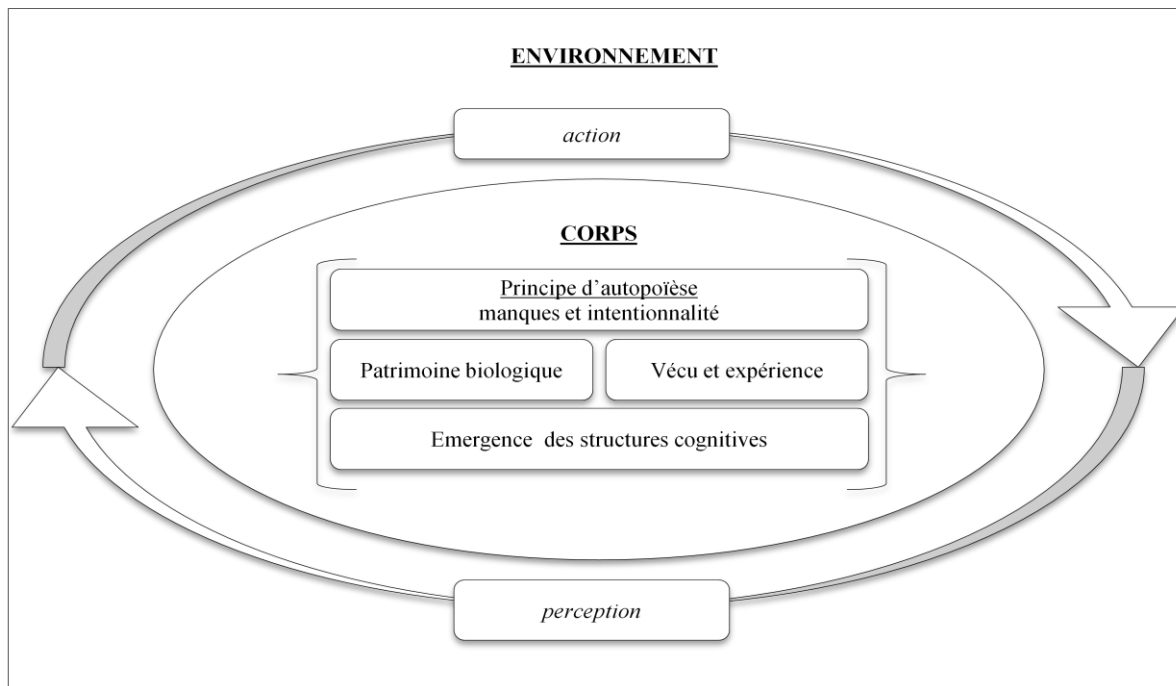 ENVIRONNEMENT
action
CORPS
Principe d’autopoïèse
manques et intentionnalité
Patrimoine biologique
Vécu et expérience
Emergence des structures cognitives
perception